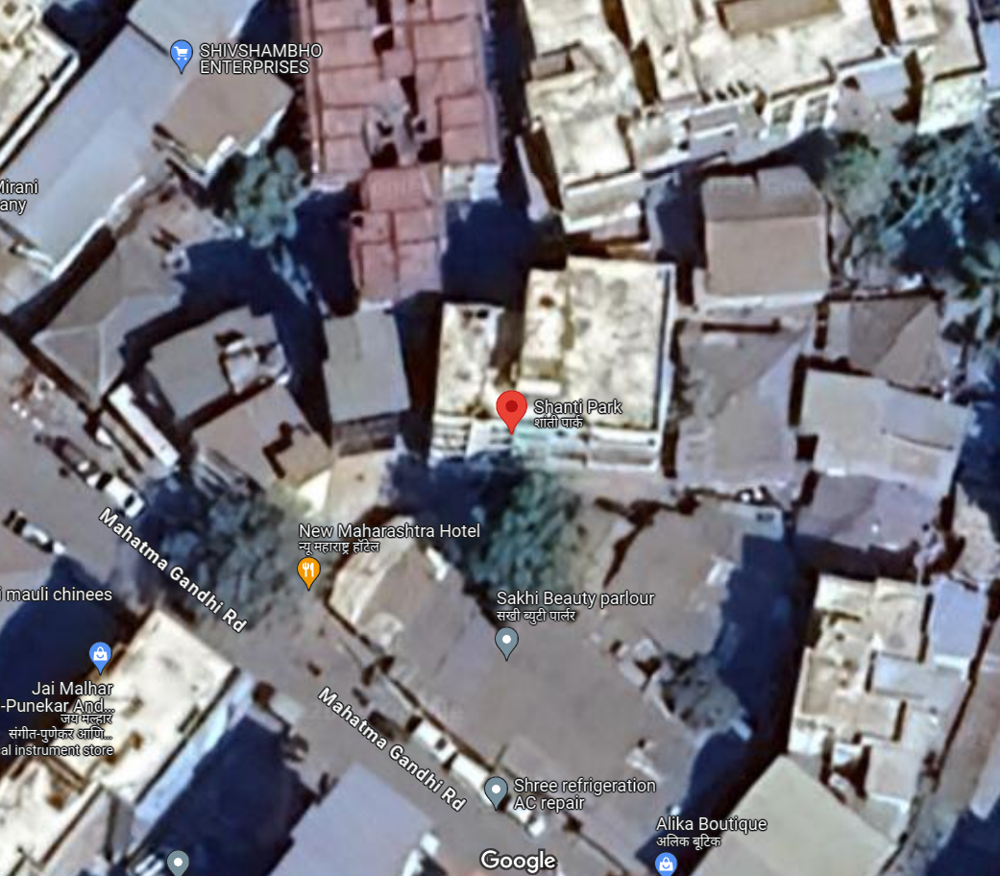 SHIVSHAMBHO
ENTERPRISES
Mirani
any
Shanti Park
शांती पार्क
Mahatma Gandhi Rd
New Maharashtra Hotel
न्यू महाराष्ट्र हॉटेल
i mauli chinees
Sakhi Beauty parlour
सखी ब्युटी पार्लर
Jai Malhar
-Punekar And...
जय मल्हार
संगीत-पुणेकर आणि...
cal instrument store
Mahatma Gandhi Rd
Shree refrigeration
AC repair
Alika Boutique
अलिक बूटिक
Google